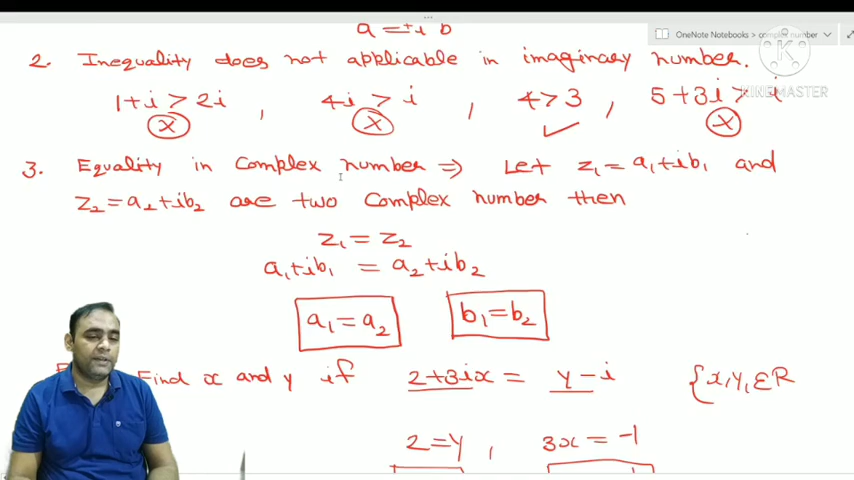 a = ± i b
OneNote Notebooks > complex number
2. Inequality does not applicable in imaginary number.
KINEMASTER
1+i > 2i , 4i > i , 4 > 3 , 5+3i > i
x x ✓ x
3. Equality in Complex number ⇒ Let z₁ = a₁+ib₁ and
z₂ = a₂+ib₂ are two Complex number then
z₁ = z₂
a₁+ib₁ = a₂+ib₂
a₁ = a₂ b₁ = b₂
Find x and y if 2+3ix = y-i {x,y,∈R
2=y , 3x = -1